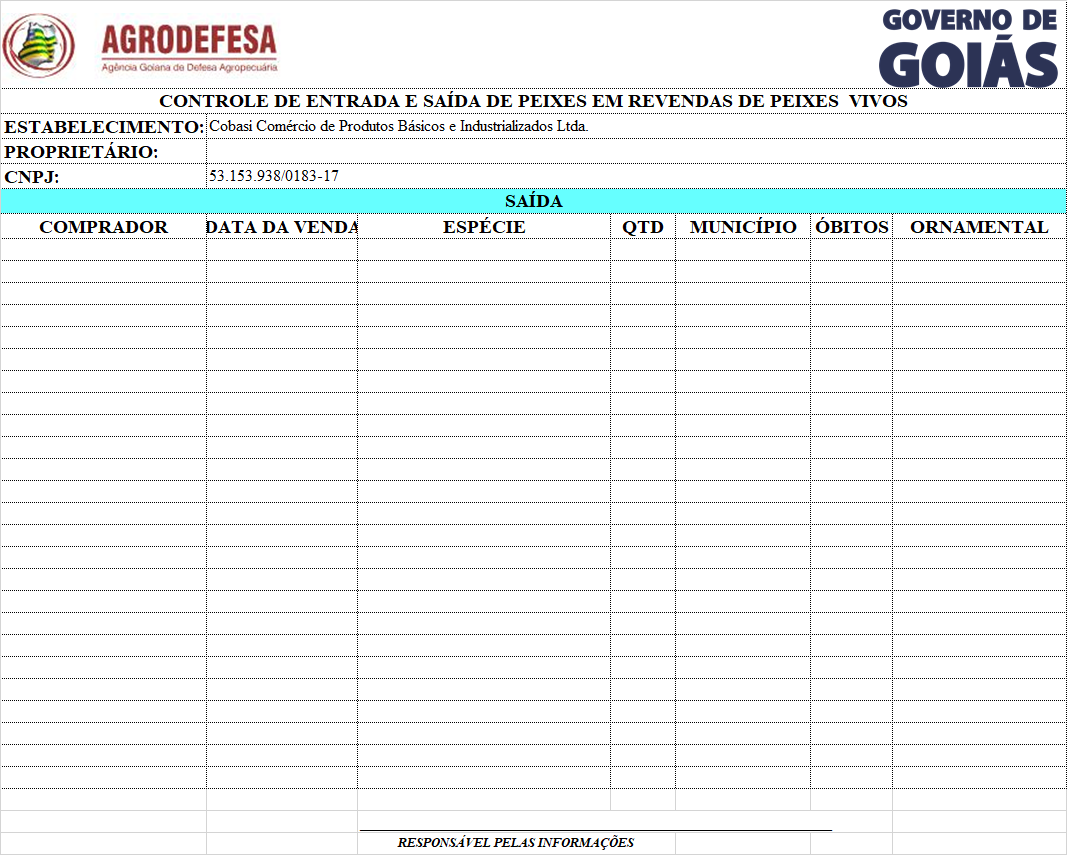 AGRODEFESA
Agência Goiana de Defesa Agropecuária
GOVERNO DE
GOIÁS
CONTROLE DE ENTRADA E SAÍDA DE PEIXES EM REVENDAS DE PEIXES VIVOS
ESTABELECIMENTO: Cobasi Comércio de Produtos Básicos e Industrializados Ltda.
PROPRIETÁRIO:
CNPJ: 53.153.938/0183-17
SAÍDA
COMPRADOR DATA DA VENDA ESPÉCIE QTD MUNICÍPIO ÓBITOS ORNAMENTAL
RESPONSÁVEL PELAS INFORMAÇÕES